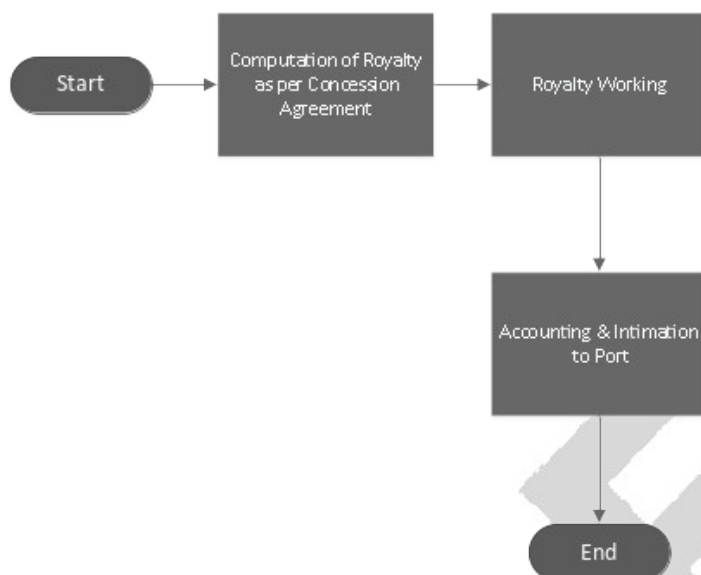 Start
Computation of Royalty
as per Concession
Agreement
Royalty Working
Accounting & Intimation
to Port
End